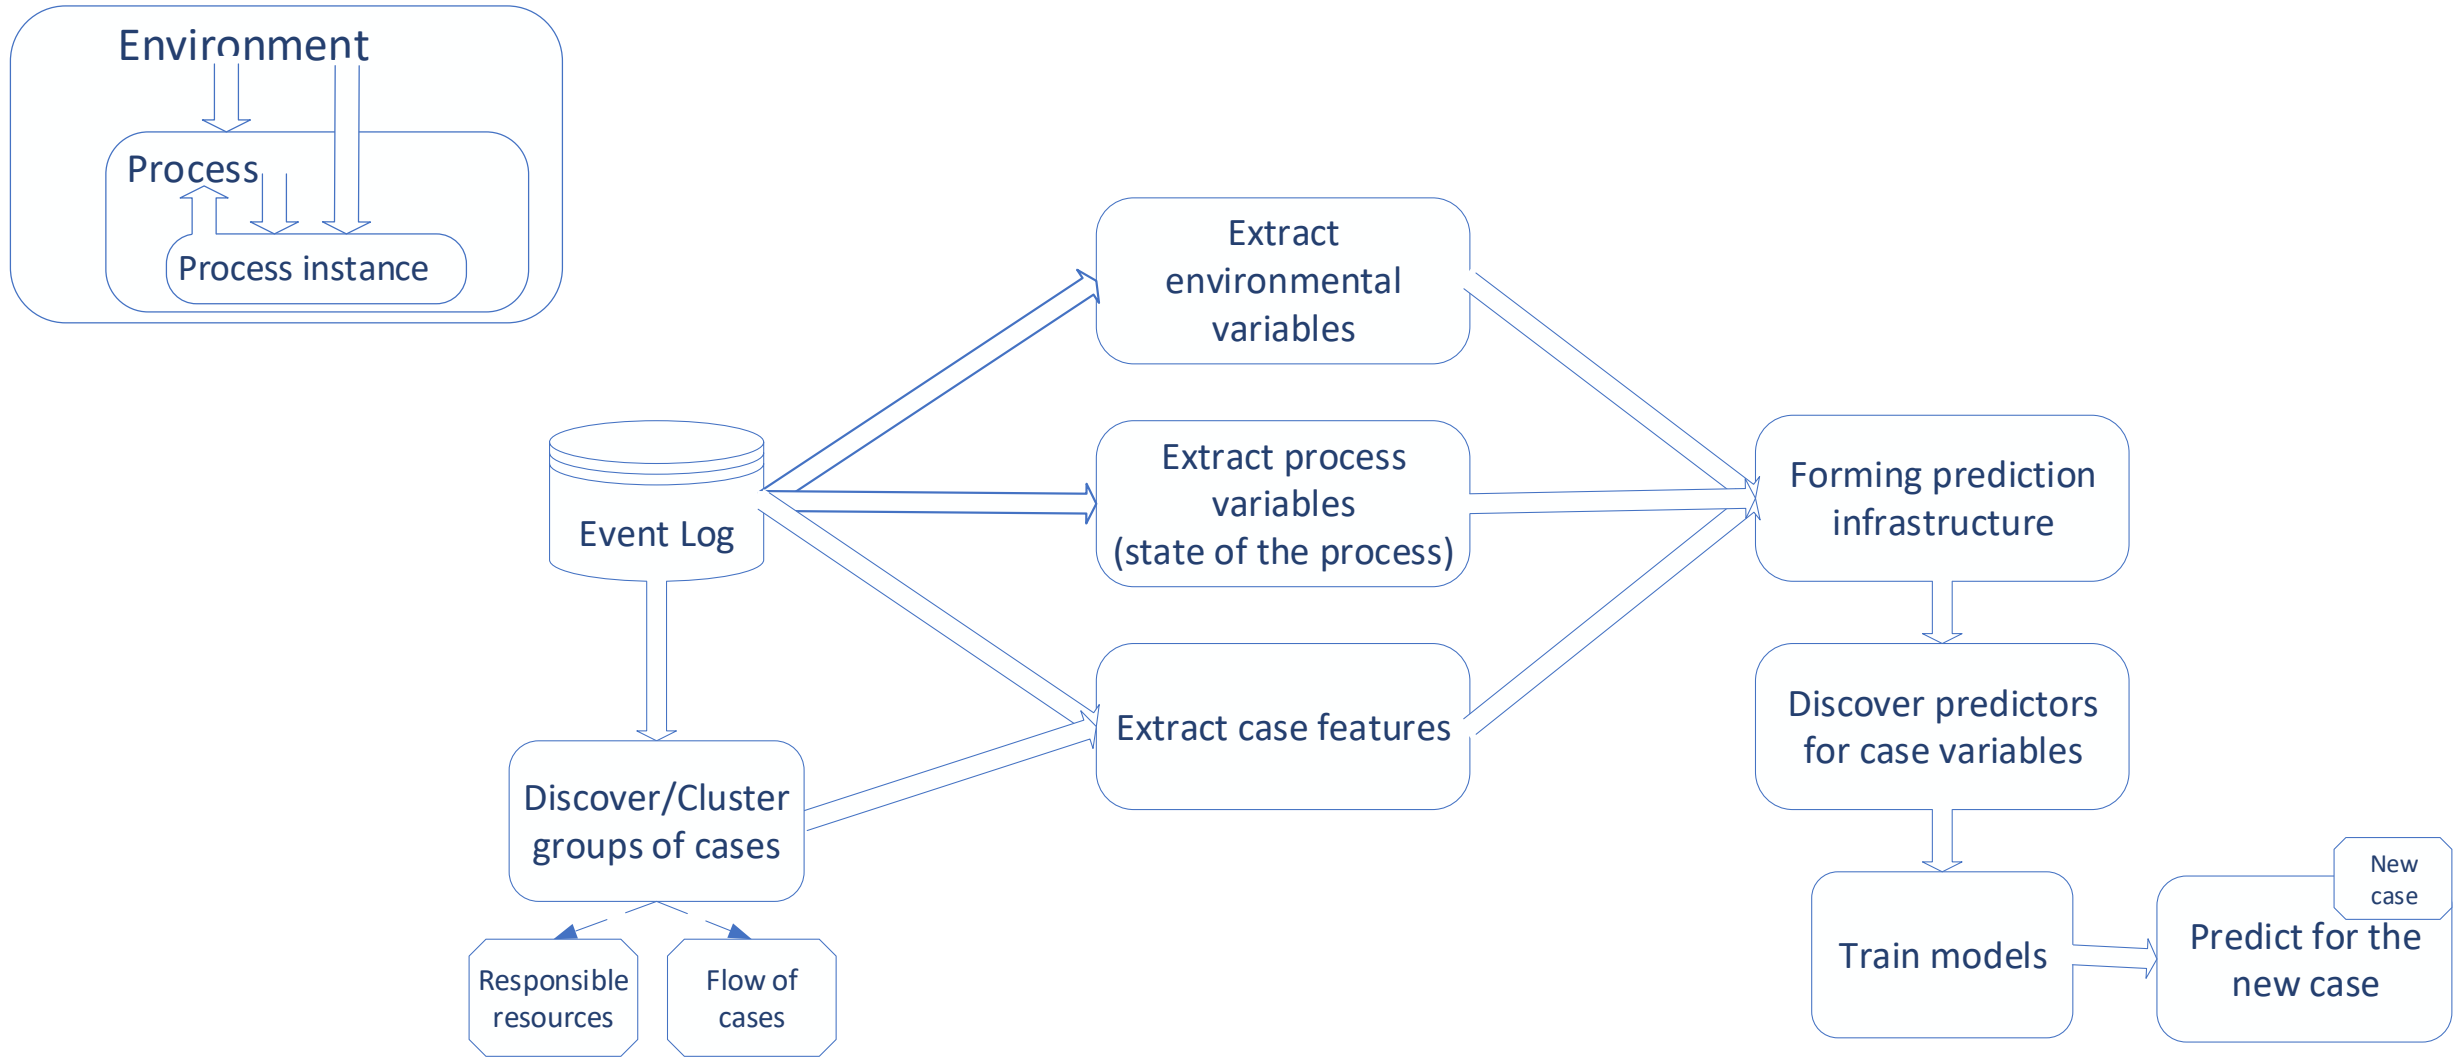 Environment
Process
Process instance
Extract
environmental
variables
Extract process
variables
(state of the process)
Event Log
Forming prediction
infrastructure
Extract case features
Discover predictors
for case variables
Discover/Cluster
groups of cases
Responsible
resources
Flow of
cases
Train models
New
case
Predict for the
new case